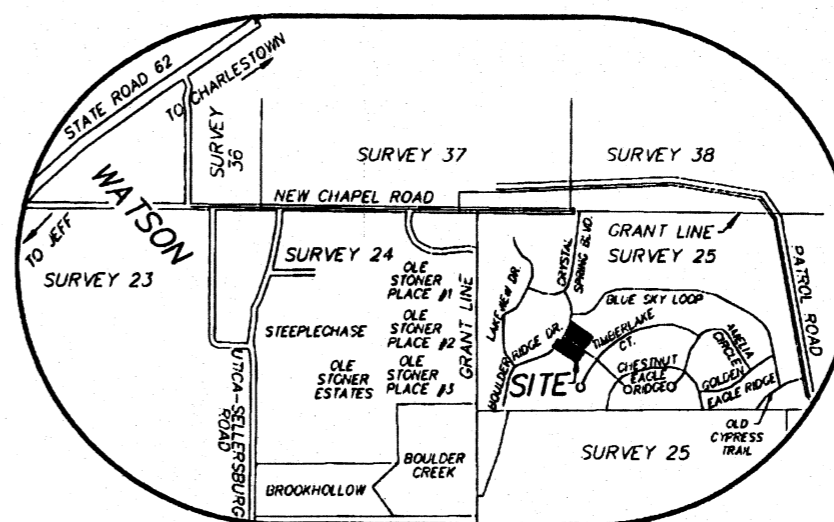 STATE ROAD 62
TO CHARLESTOWN
SURVEY
36
SURVEY 37
SURVEY 38
WATSON
NEW CHAPEL ROAD
TO JEFF
GRANT LINE
SURVEY 23
SURVEY 24
SURVEY 25
OLE
STONER
PLACE #1
GRANT LINE
LAKE VIEW DR.
CRYSTAL
SPRING BLVD.
PATROL ROAD
BLUE SKY LOOP
STEEPLECHASE
OLE
STONER
PLACE #2
BOULDER RIDGE DR.
TIMBERLAKE
CT.
AMELIA
CIRCLE
OLE
STONER
ESTATES
OLE
STONER
PLACE #3
SITE
CHESTNUT
EAGLE
RIDGE
GOLDEN
EAGLE RIDGE
UTICA-SELLERSBURG
ROAD
OLD
CYPRESS
TRAIL
BOULDER
CREEK
SURVEY 25
BROOKHOLLOW